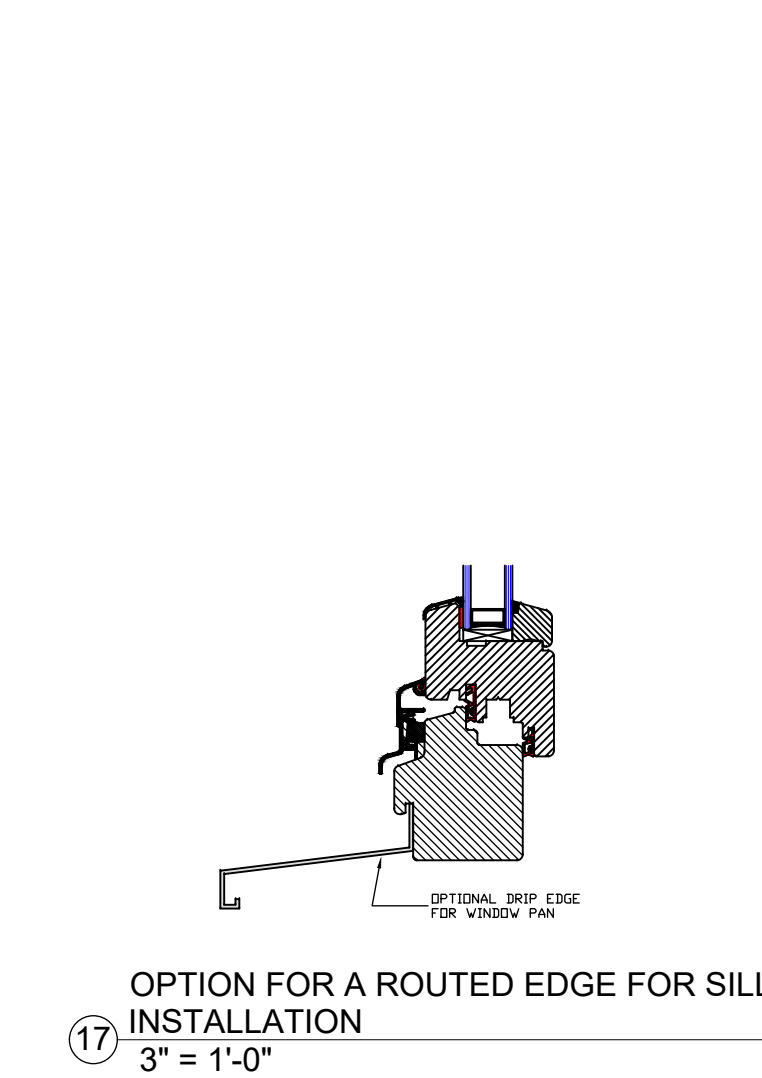 OPTIONAL DRIP EDGE
FOR WINDOW PAN
OPTION FOR A ROUTED EDGE FOR SILL
INSTALLATION
17
3" = 1'-0"